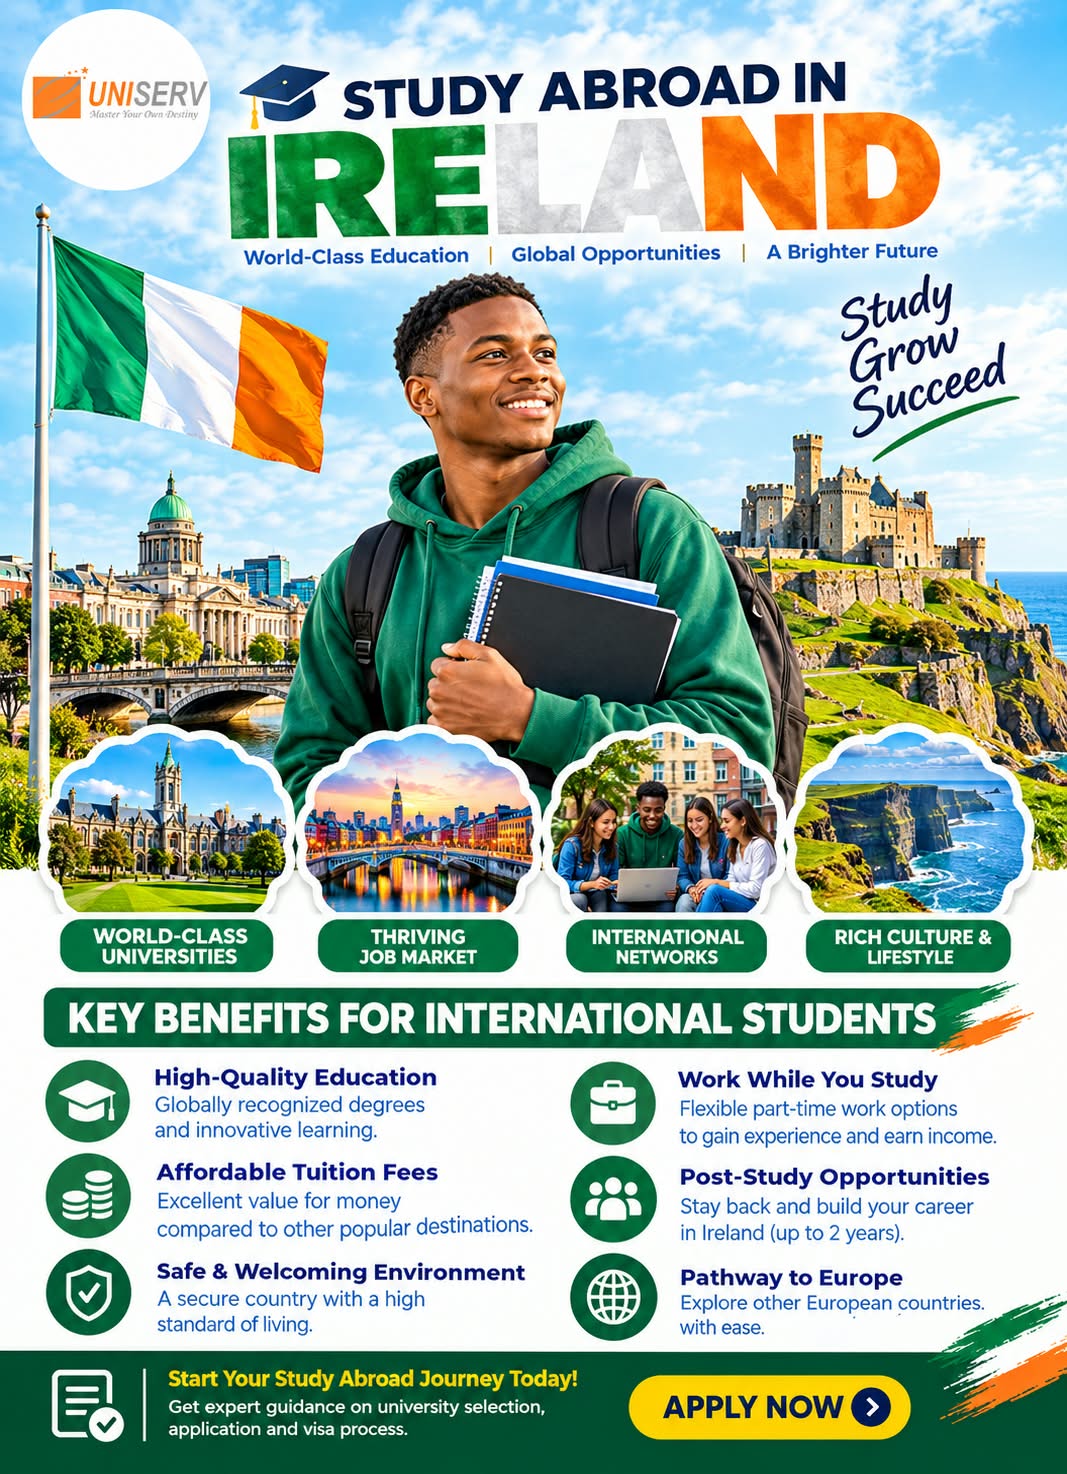 UNISERV
Master Your Own Destiny
STUDY ABROAD IN
IRELAND
World-Class Education | Global Opportunities | A Brighter Future
Study
Grow
Succeed
WORLD-CLASS
UNIVERSITIES
THRIVING
JOB MARKET
INTERNATIONAL
NETWORKS
RICH CULTURE &
LIFESTYLE
KEY BENEFITS FOR INTERNATIONAL STUDENTS
High-Quality Education
Globally recognized degrees
and innovative learning.
Affordable Tuition Fees
Excellent value for money
compared to other popular destinations.
Safe & Welcoming Environment
A secure country with a high
standard of living.
Work While You Study
Flexible part-time work options
to gain experience and earn income.
Post-Study Opportunities
Stay back and build your career
in Ireland (up to 2 years).
Pathway to Europe
Explore other European countries.
with ease.
Start Your Study Abroad Journey Today!
Get expert guidance on university selection,
application and visa process.
APPLY NOW